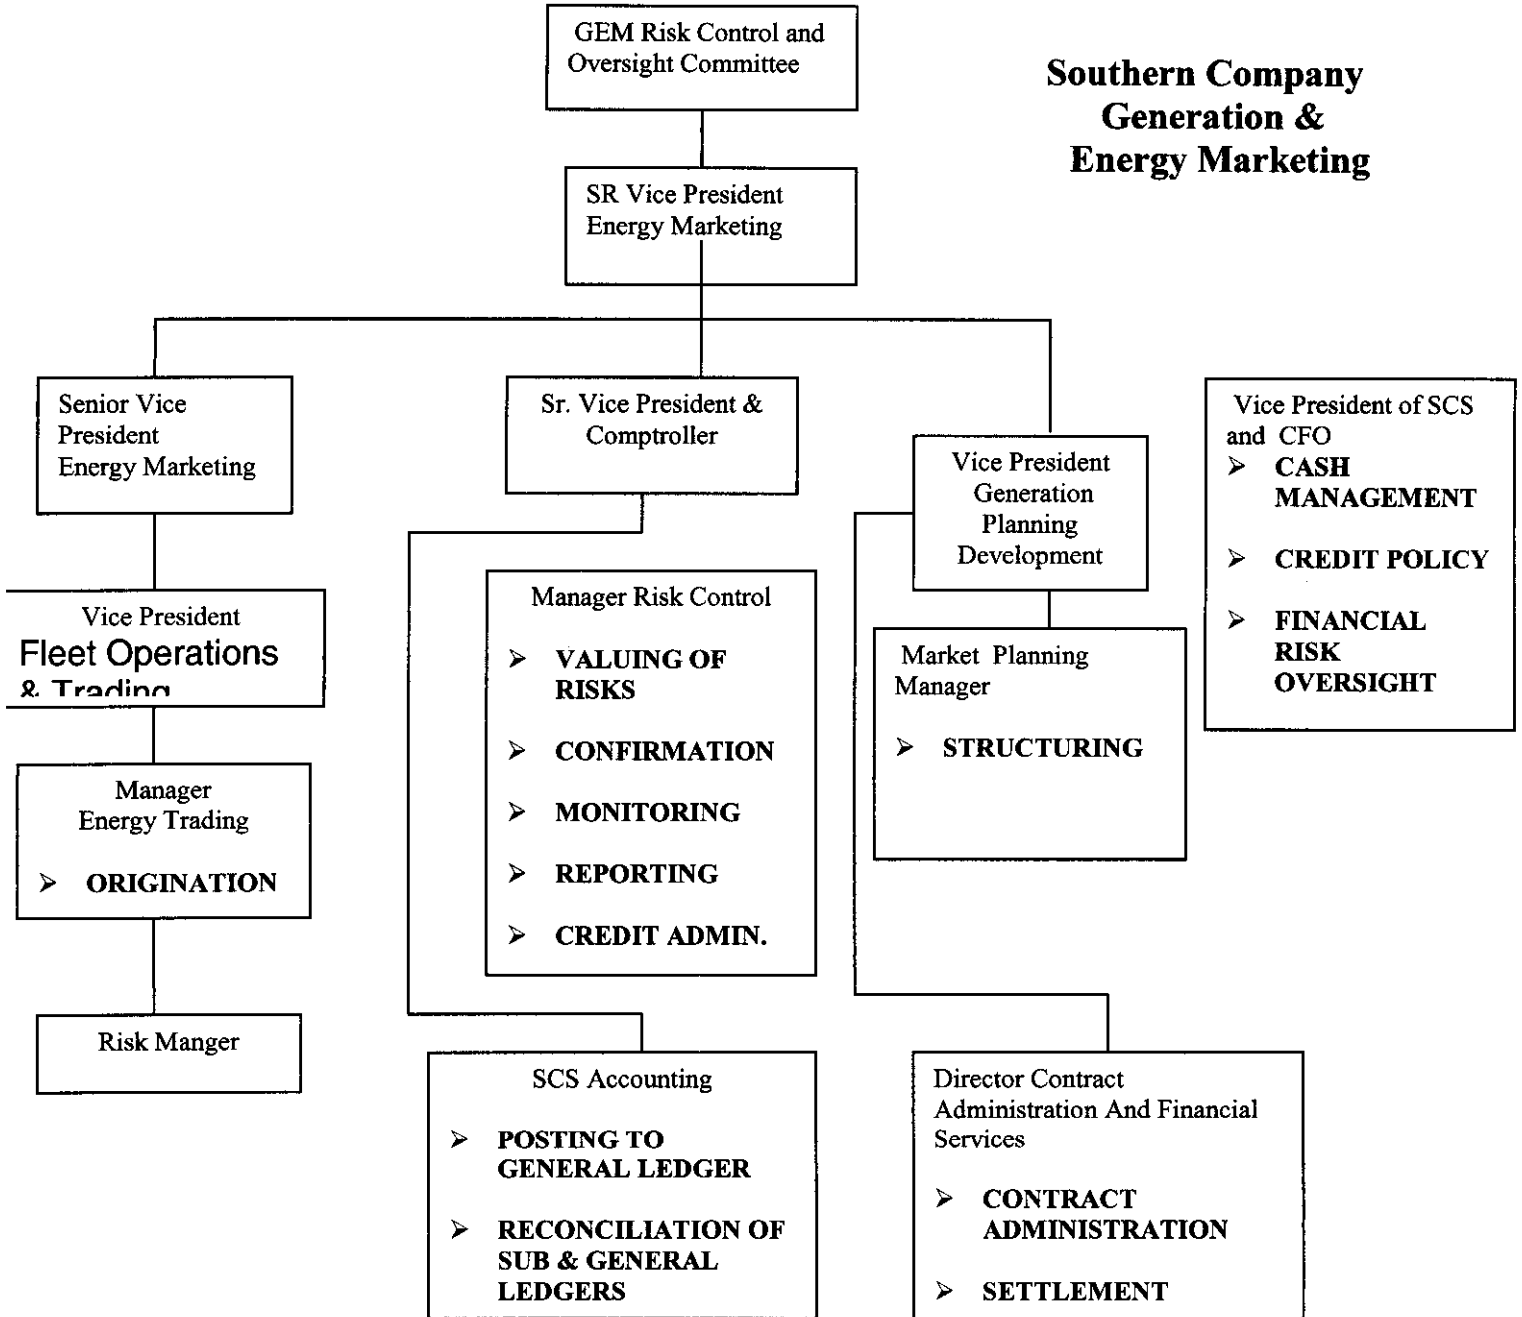 GEM Risk Control and
Oversight Committee
Southern Company
Generation &
Energy Marketing
SR Vice President
Energy Marketing
Senior Vice
President
Energy Marketing
Sr. Vice President &
Comptroller
Vice President
Generation
Planning
Development
Vice President of SCS
and CFO
➢ CASH
MANAGEMENT
➢ CREDIT POLICY
➢ FINANCIAL
RISK
OVERSIGHT
Vice President
Fleet Operations
& Trading
Manager Risk Control
➢ VALUING OF
RISKS
➢ CONFIRMATION
➢ MONITORING
➢ REPORTING
➢ CREDIT ADMIN.
Market Planning
Manager
➢ STRUCTURING
Manager
Energy Trading
➢ ORIGINATION
Risk Manger
SCS Accounting
➢ POSTING TO
GENERAL LEDGER
➢ RECONCILIATION OF
SUB & GENERAL
LEDGERS
Director Contract
Administration And Financial
Services
➢ CONTRACT
ADMINISTRATION
➢ SETTLEMENT